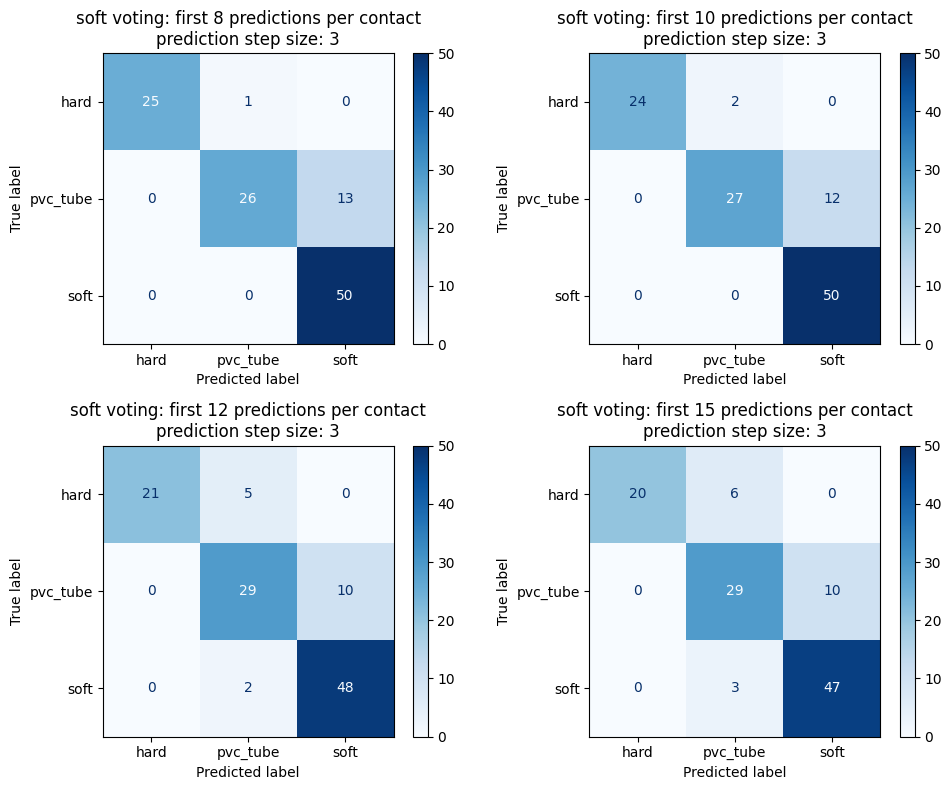 soft voting: first 8 predictions per contact
prediction step size: 3
True label
hard
pvc_tube
soft
25 1 0
0 26 13
0 0 50
hard pvc_tube soft
Predicted label
50
40
30
20
10
0
soft voting: first 10 predictions per contact
prediction step size: 3
True label
hard
pvc_tube
soft
24 2 0
0 27 12
0 0 50
hard pvc_tube soft
Predicted label
50
40
30
20
10
0
soft voting: first 12 predictions per contact
prediction step size: 3
True label
hard
pvc_tube
soft
21 5 0
0 29 10
0 2 48
hard pvc_tube soft
Predicted label
50
40
30
20
10
0
soft voting: first 15 predictions per contact
prediction step size: 3
True label
hard
pvc_tube
soft
20 6 0
0 29 10
0 3 47
hard pvc_tube soft
Predicted label
50
40
30
20
10
0